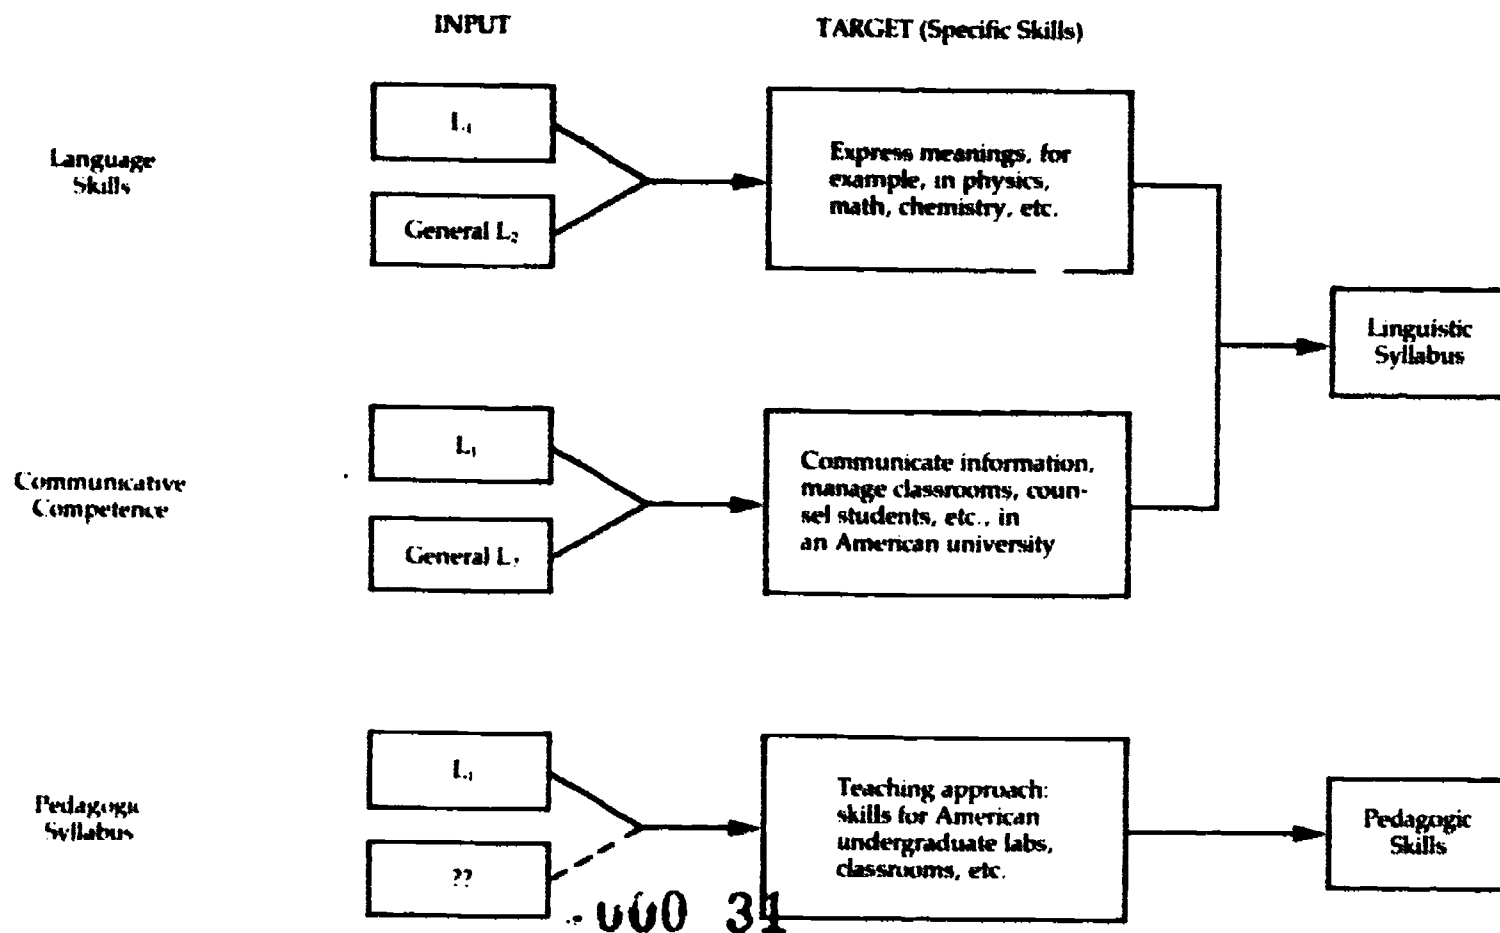 INPUT
TARGET (Specific Skills)
Language
Skills
L₁
General L₂
Express meanings, for
example, in physics,
math, chemistry, etc.
Linguistic
Syllabus
Communicative
Competence
L₁
General L₂
Communicate information,
manage classrooms, coun-
sel students, etc., in
an American university
Pedagogic
Syllabus
L₁
??
Teaching approach:
skills for American
undergraduate labs,
classrooms, etc.
Pedagogic
Skills
31